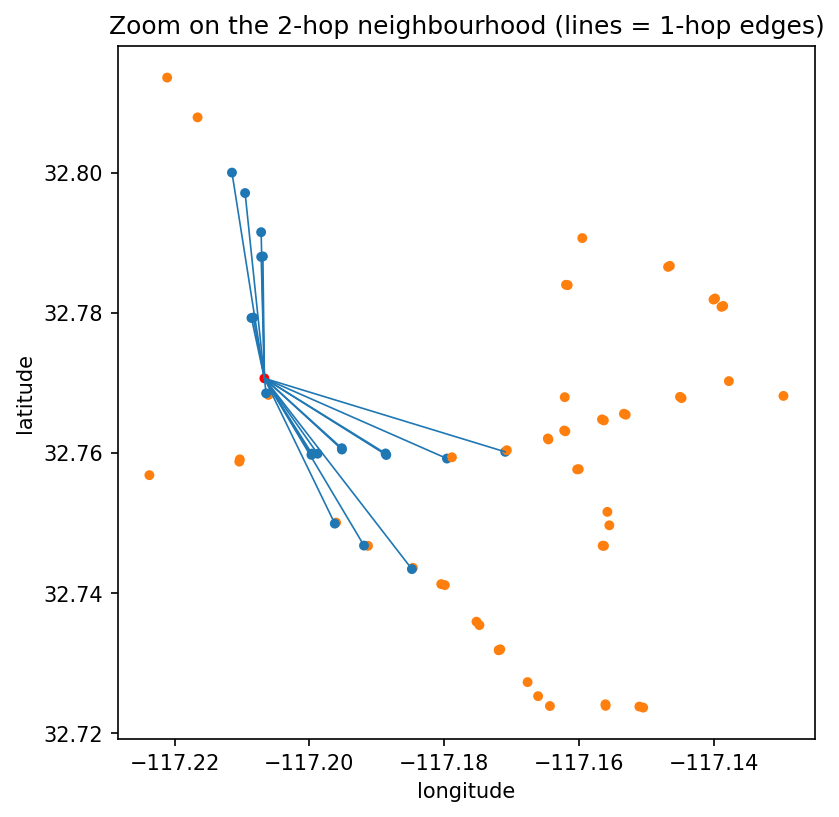 Zoom on the 2-hop neighbourhood (lines = 1-hop edges)
32.80
32.78
32.76
32.74
32.72
latitude
−117.22 −117.20 −117.18 −117.16 −117.14
longitude